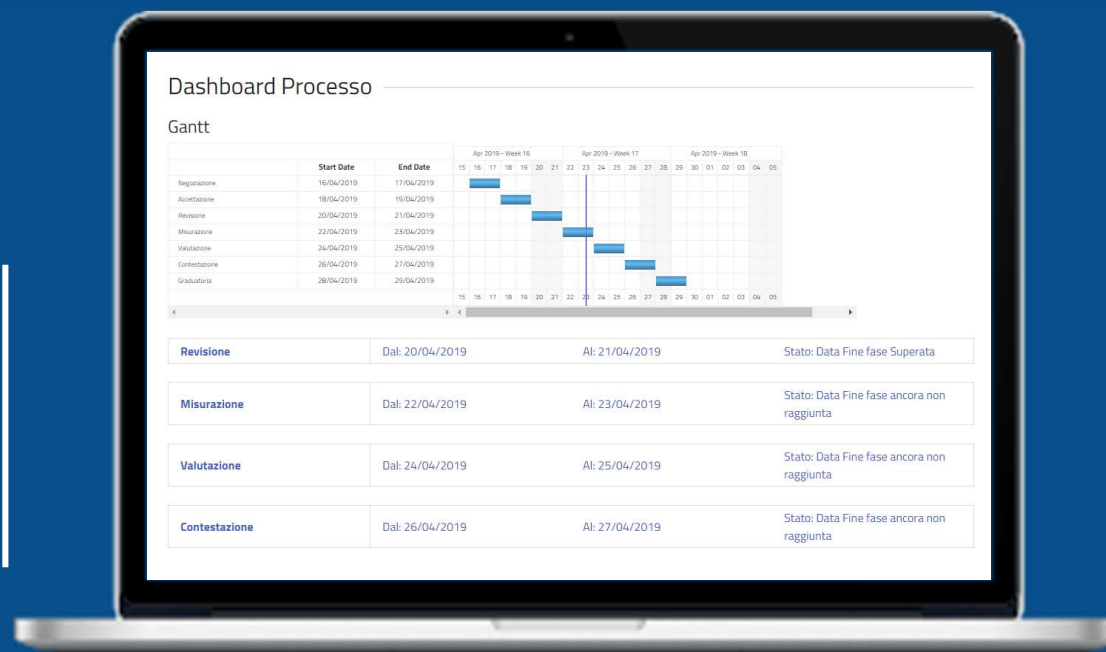 Dashboard Processo
Gantt
Apr 2019 - Week 16 Apr 2019 - Week 17 Apr 2019 - Week 18
Start Date End Date 15 16 17 18 19 20 21 22 23 24 25 26 27 28 29 30 01 02 03 04 05
Negoziazione 16/04/2019 17/04/2019
Accettazione 18/04/2019 19/04/2019
Revisione 20/04/2019 21/04/2019
Misurazione 22/04/2019 23/04/2019
Valutazione 24/04/2019 25/04/2019
Contestazione 26/04/2019 27/04/2019
Graduatoria 28/04/2019 29/04/2019
15 16 17 18 19 20 21 22 23 24 25 26 27 28 29 30 01 02 03 04 05
Revisione Dal: 20/04/2019 Al: 21/04/2019 Stato: Data Fine fase Superata
Misurazione Dal: 22/04/2019 Al: 23/04/2019 Stato: Data Fine fase ancora non
raggiunta
Valutazione Dal: 24/04/2019 Al: 25/04/2019 Stato: Data Fine fase ancora non
raggiunta
Contestazione Dal: 26/04/2019 Al: 27/04/2019 Stato: Data Fine fase ancora non
raggiunta